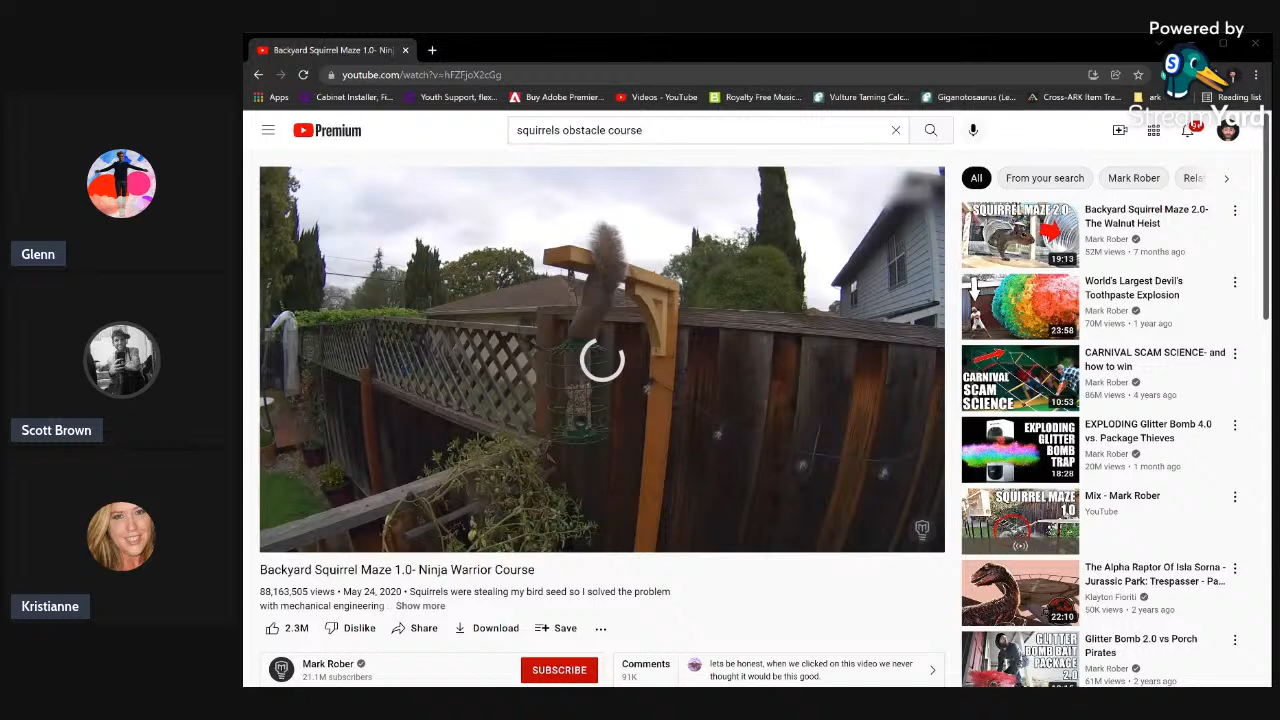 Powered by
StreamYard
Backyard Squirrel Maze 1.0- Nin
youtube.com/watch?v=hFZFjoX2cGg
Apps
Cabinet Installer, Fi...
Youth Support, flex...
Buy Adobe Premier...
Videos - YouTube
Royalty Free Music...
Vulture Taming Calc...
Giganotosaurus (Le...
Cross-ARK Item Tra...
ark
Reading list
Premium
squirrels obstacle course
All
From your search
Mark Rober
Rela
Glenn
Scott Brown
Kristianne
Backyard Squirrel Maze 1.0- Ninja Warrior Course
88,163,505 views • May 24, 2020 • Squirrels were stealing my bird seed so I solved the problem
with mechanical engineering
Show more
2.3M
Dislike
Share
Download
Save
Mark Rober
21.1M subscribers
SUBSCRIBE
Comments
91K
lets be honest, when we clicked on this video we never
thought it would be this good.
SQUIRREL MAZE 2.0
19:13
Backyard Squirrel Maze 2.0-
The Walnut Heist
Mark Rober
52M views • 7 months ago
23:58
World's Largest Devil's
Toothpaste Explosion
Mark Rober
70M views • 1 year ago
CARNIVAL
SCAM
SCIENCE
10:53
CARNIVAL SCAM SCIENCE- and
how to win
Mark Rober
86M views • 4 years ago
EXPLODING
GLITTER
BOMB
TRAP
18:28
EXPLODING Glitter Bomb 4.0
vs. Package Thieves
Mark Rober
20M views • 1 month ago
SQUIRREL MAZE
1.0
Mix - Mark Rober
YouTube
22:10
The Alpha Raptor Of Isla Sorna -
Jurassic Park: Trespasser - Pa...
Klayton Fioriti
50K views • 2 years ago
GLITTER
BOMB BAIT
PACKAGE
2.0
Glitter Bomb 2.0 vs Porch
Pirates
Mark Rober
61M views • 2 years ago